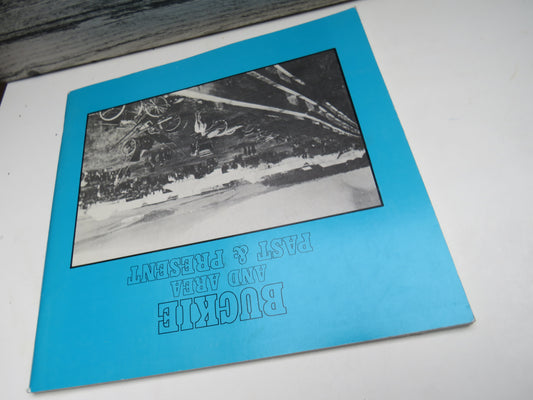 BUCKIE
AND AREA
PAST & PRESENT